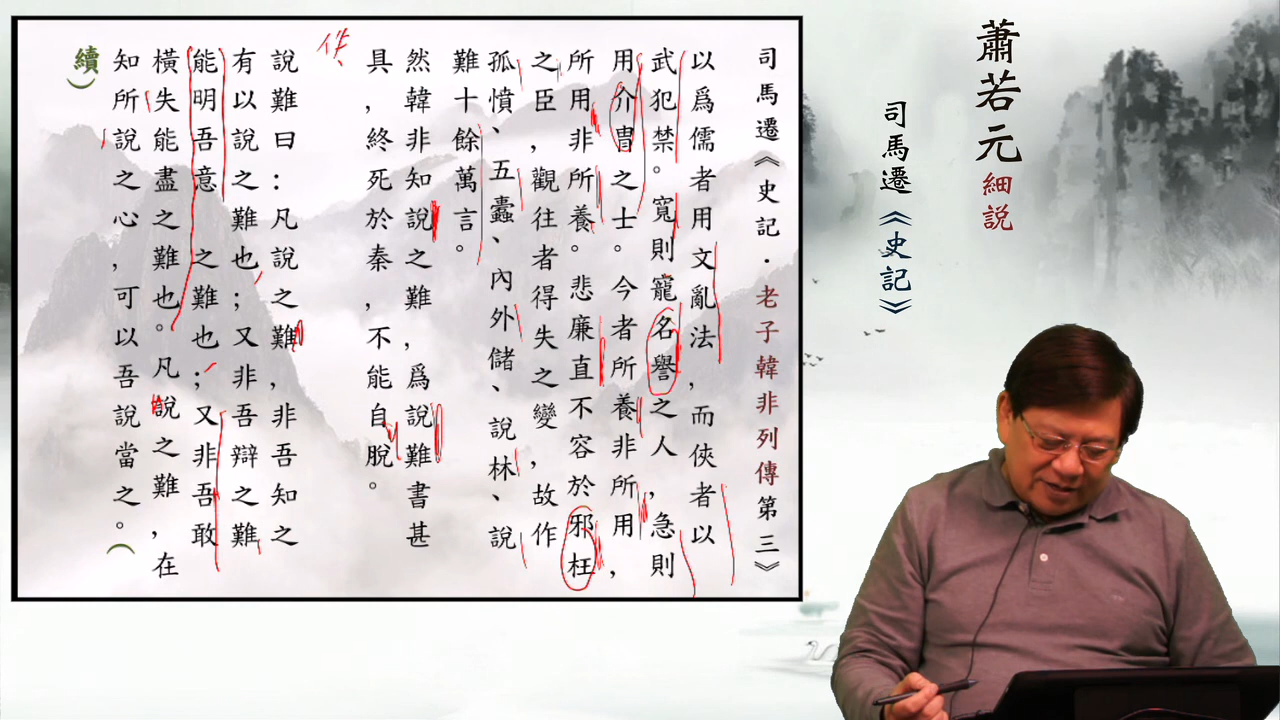 蕭若元
細說
司馬遷
《史記》
司馬遷《史記．老子韓非列傳第三》
以爲儒者用文亂法，而俠者以
武犯禁。寬則寵名譽之人，急則
用介冑之士。今者所養非所用，
所用非所養。悲廉直不容於邪枉
之臣，觀往者得失之變，故作
孤憤、五蠹、內外儲、說林、說
難十餘萬言。
然韓非知說之難，爲說難書甚
具，終死於秦，不能自脫。
說難曰：凡說之難，非吾知之
有以說之難也；又非吾辯之難
能明吾意 之難也；又非吾敢
橫失能盡之難也。凡說之難，在
知所說之心，可以吾說當之。
續）